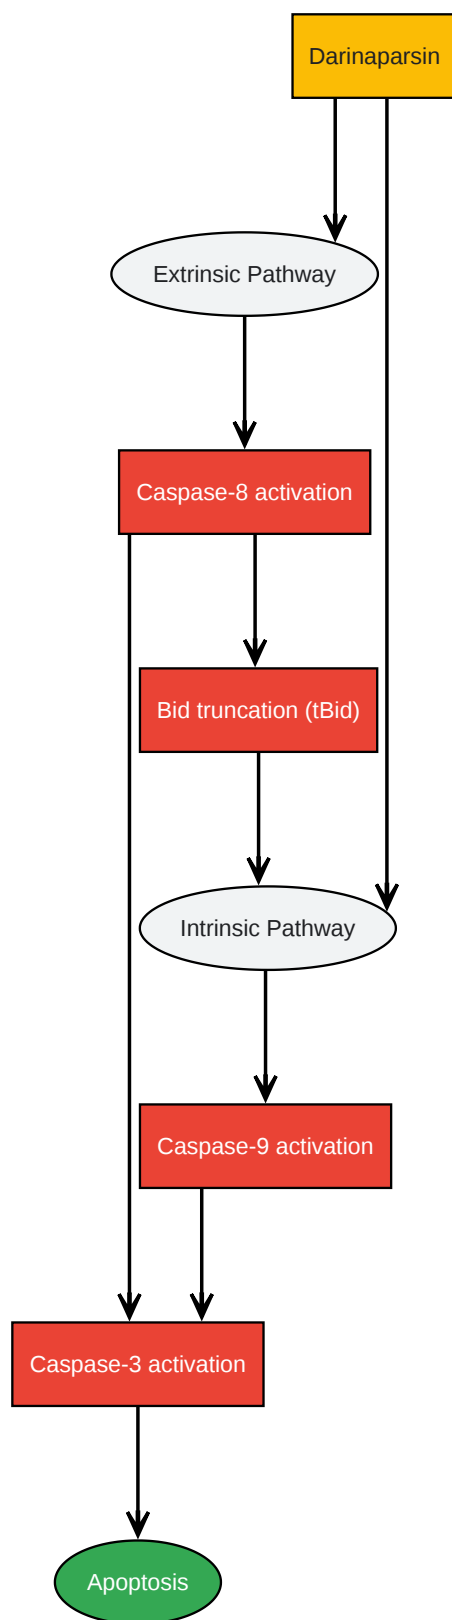 Darinaparsin
Extrinsic Pathway
Caspase-8 activation
Bid truncation (tBid)
Intrinsic Pathway
Caspase-9 activation
Caspase-3 activation
Apoptosis